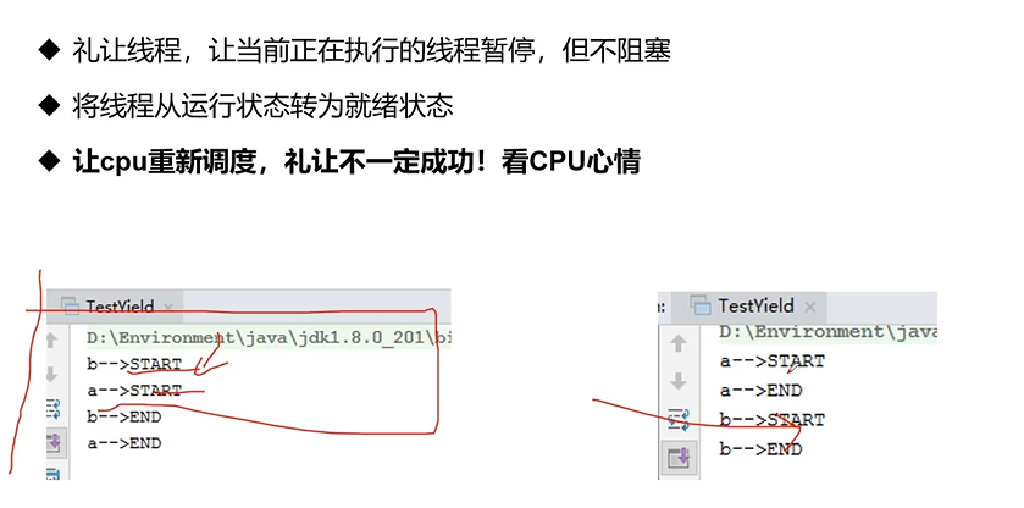 ◆ 礼让线程，让当前正在执行的线程暂停，但不阻塞
◆ 将线程从运行状态转为就绪状态
◆ 让cpu重新调度，礼让不一定成功！看CPU心情
TestYield ×
D:\Environment\java\jdk1.8.0_201\bi
b-->START
a-->START
b-->END
a-->END
: TestYield ×
D:\Environment\java
a-->START
a-->END
b-->START
b-->END